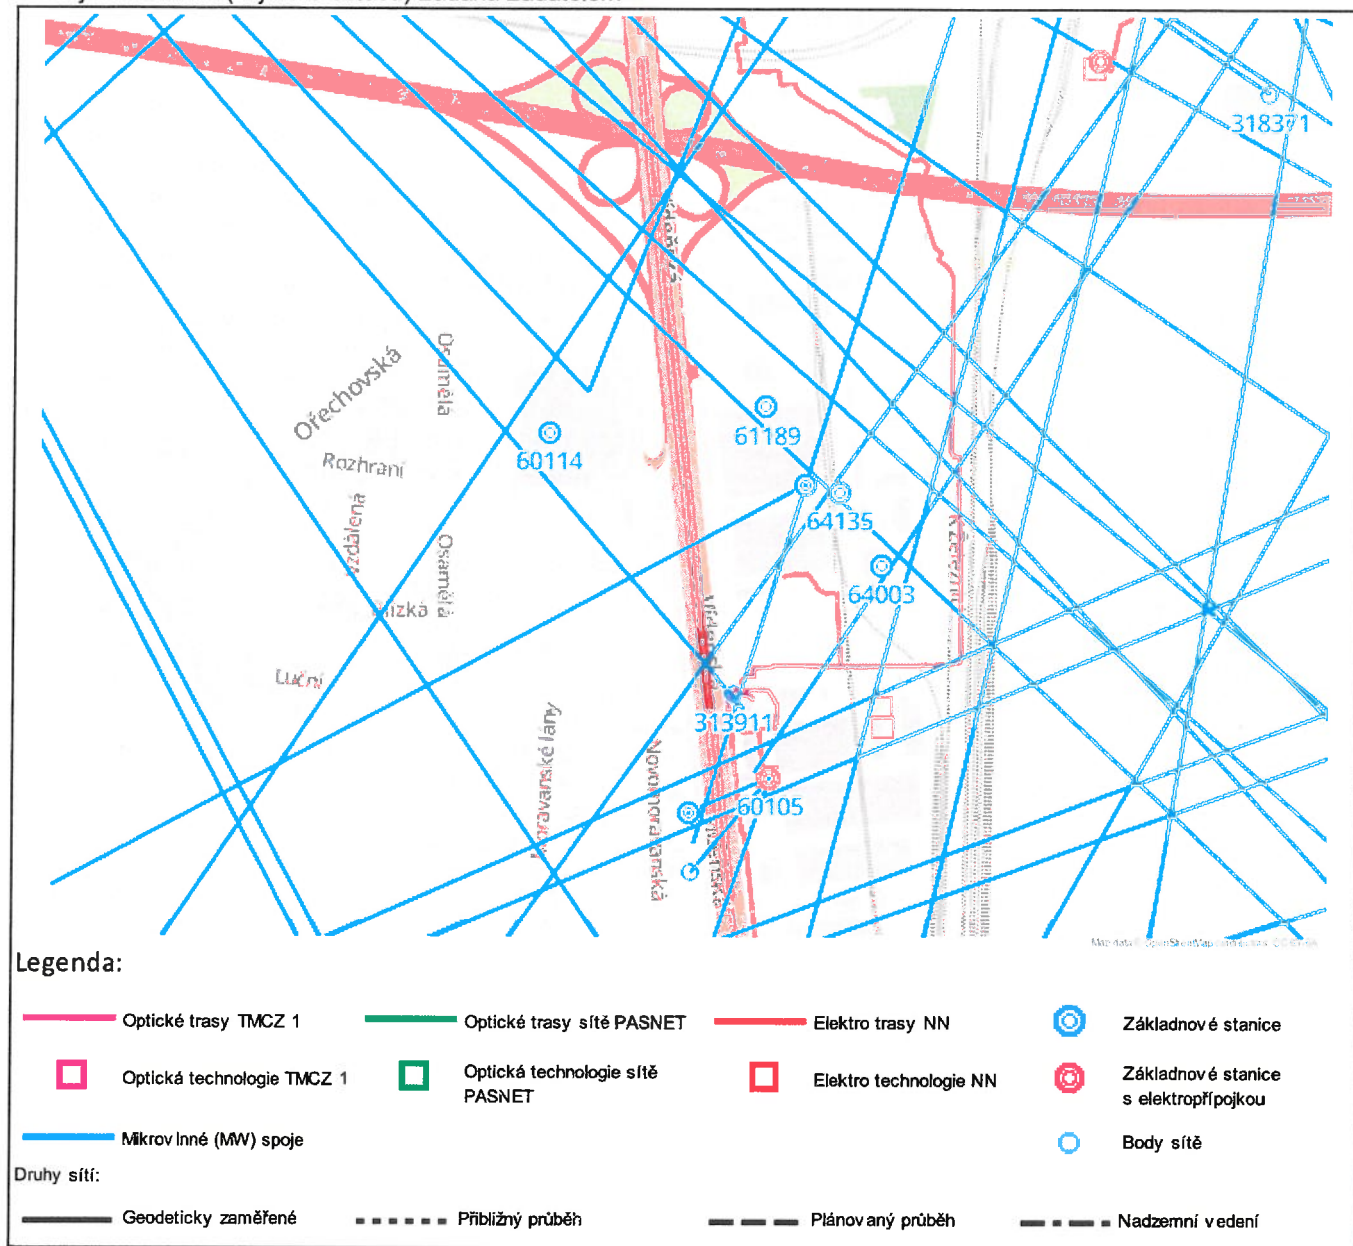 318371
Ořechovská
Osamělá
61189
60114
Rozhraní
64135
Vzdálená
Osamělá
64003
Luční
313911
Moravanské lány
Novomoravanská
60105
Legenda:
Optické trasy TMCZ 1
Optické trasy sítě PASNET
Elektro trasy NN
Základnové stanice
Optická technologie TMCZ 1
Optická technologie sítě
PASNET
Elektro technologie NN
Základnové stanice
s elektropřípojkou
Mikrovlnné (MW) spoje
Body sítě
Druhy sítí:
Geodeticky zaměřené
Přibližný průběh
Plánovaný průběh
Nadzemní vedení